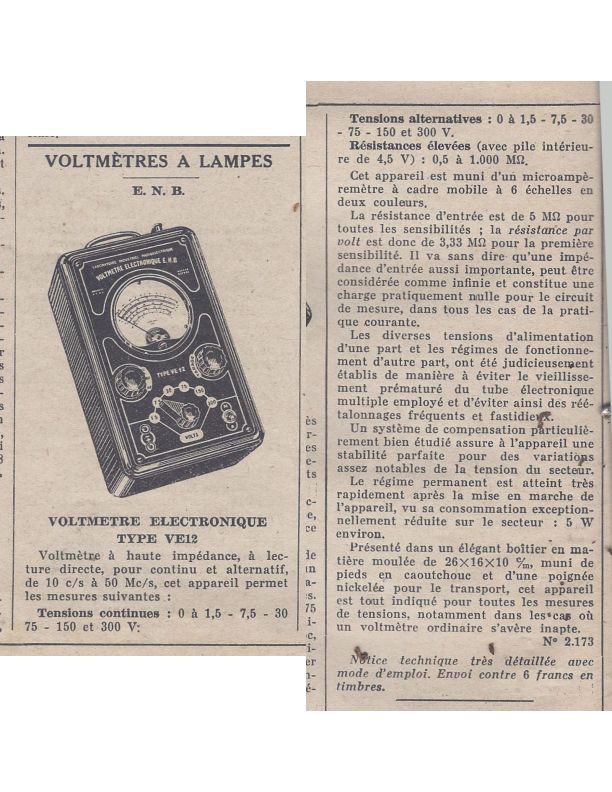 VOLTMÈTRES A LAMPES
E. N. B.
LABORATOIRE INDUSTRIEL RADIOÉLECTRIQUE
VOLTMETRE ELECTRONIQUE E.N.B
TYPE VE 12
VOLTS
VOLTMETRE ELECTRONIQUE
TYPE VE12
Voltmètre à haute impédance, à lec-
ture directe, pour continu et alternatif,
de 10 c/s à 50 Mc/s, cet appareil permet
les mesures suivantes :
Tensions continues : 0 à 1,5 - 7,5 - 30
75 - 150 et 300 V.
Tensions alternatives : 0 à 1,5 - 7,5 - 30
- 75 - 150 et 300 V.
Résistances élevées (avec pile intérieu-
re de 4,5 V) : 0,5 à 1.000 MΩ.
Cet appareil est muni d'un microampè-
remètre à cadre mobile à 6 échelles en
deux couleurs.
La résistance d'entrée est de 5 MΩ pour
toutes les sensibilités ; la résistance par
volt est donc de 3,33 MΩ pour la première
sensibilité. Il va sans dire qu'une impé-
dance d'entrée aussi importante, peut être
considérée comme infinie et constitue une
charge pratiquement nulle pour le circuit
de mesure, dans tous les cas de la prati-
que courante.
Les diverses tensions d'alimentation
d'une part et les régimes de fonctionne-
ment d'autre part, ont été judicieusement
établis de manière à éviter le vieillisse-
ment prématuré du tube électronique
multiple employé et d'éviter ainsi des réé-
talonnages fréquents et fastidieux.
Un système de compensation particuliè-
rement bien étudié assure à l'appareil une
stabilité parfaite pour des variations
assez notables de la tension du secteur.
Le régime permanent est atteint très
rapidement après la mise en marche de
l'appareil, vu sa consommation exception-
nellement réduite sur le secteur : 5 W
environ.
Présenté dans un élégant boîtier en ma-
tière moulée de 26×16×10 c/m, muni de
pieds en caoutchouc et d'une poignée
nickelée pour le transport, cet appareil
est tout indiqué pour toutes les mesures
de tensions, notamment dans les cas où
un voltmètre ordinaire s'avère inapte.
N° 2.173
Notice technique très détaillée avec
mode d'emploi. Envoi contre 6 francs en
timbres.